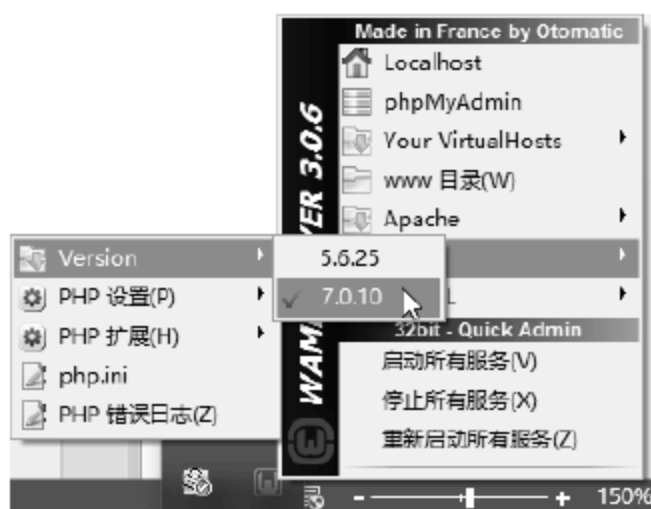 Made in France by Otomatic
Localhost
phpMyAdmin
Your VirtualHosts
www 目录(W)
Apache
L
32bit - Quick Admin
启动所有服务(V)
停止所有服务(X)
重新启动所有服务(Z)
VER 3.0.6
WAM
Version
PHP 设置(P)
PHP 扩展(H)
php.ini
PHP 错误日志(Z)
5.6.25
7.0.10
150%